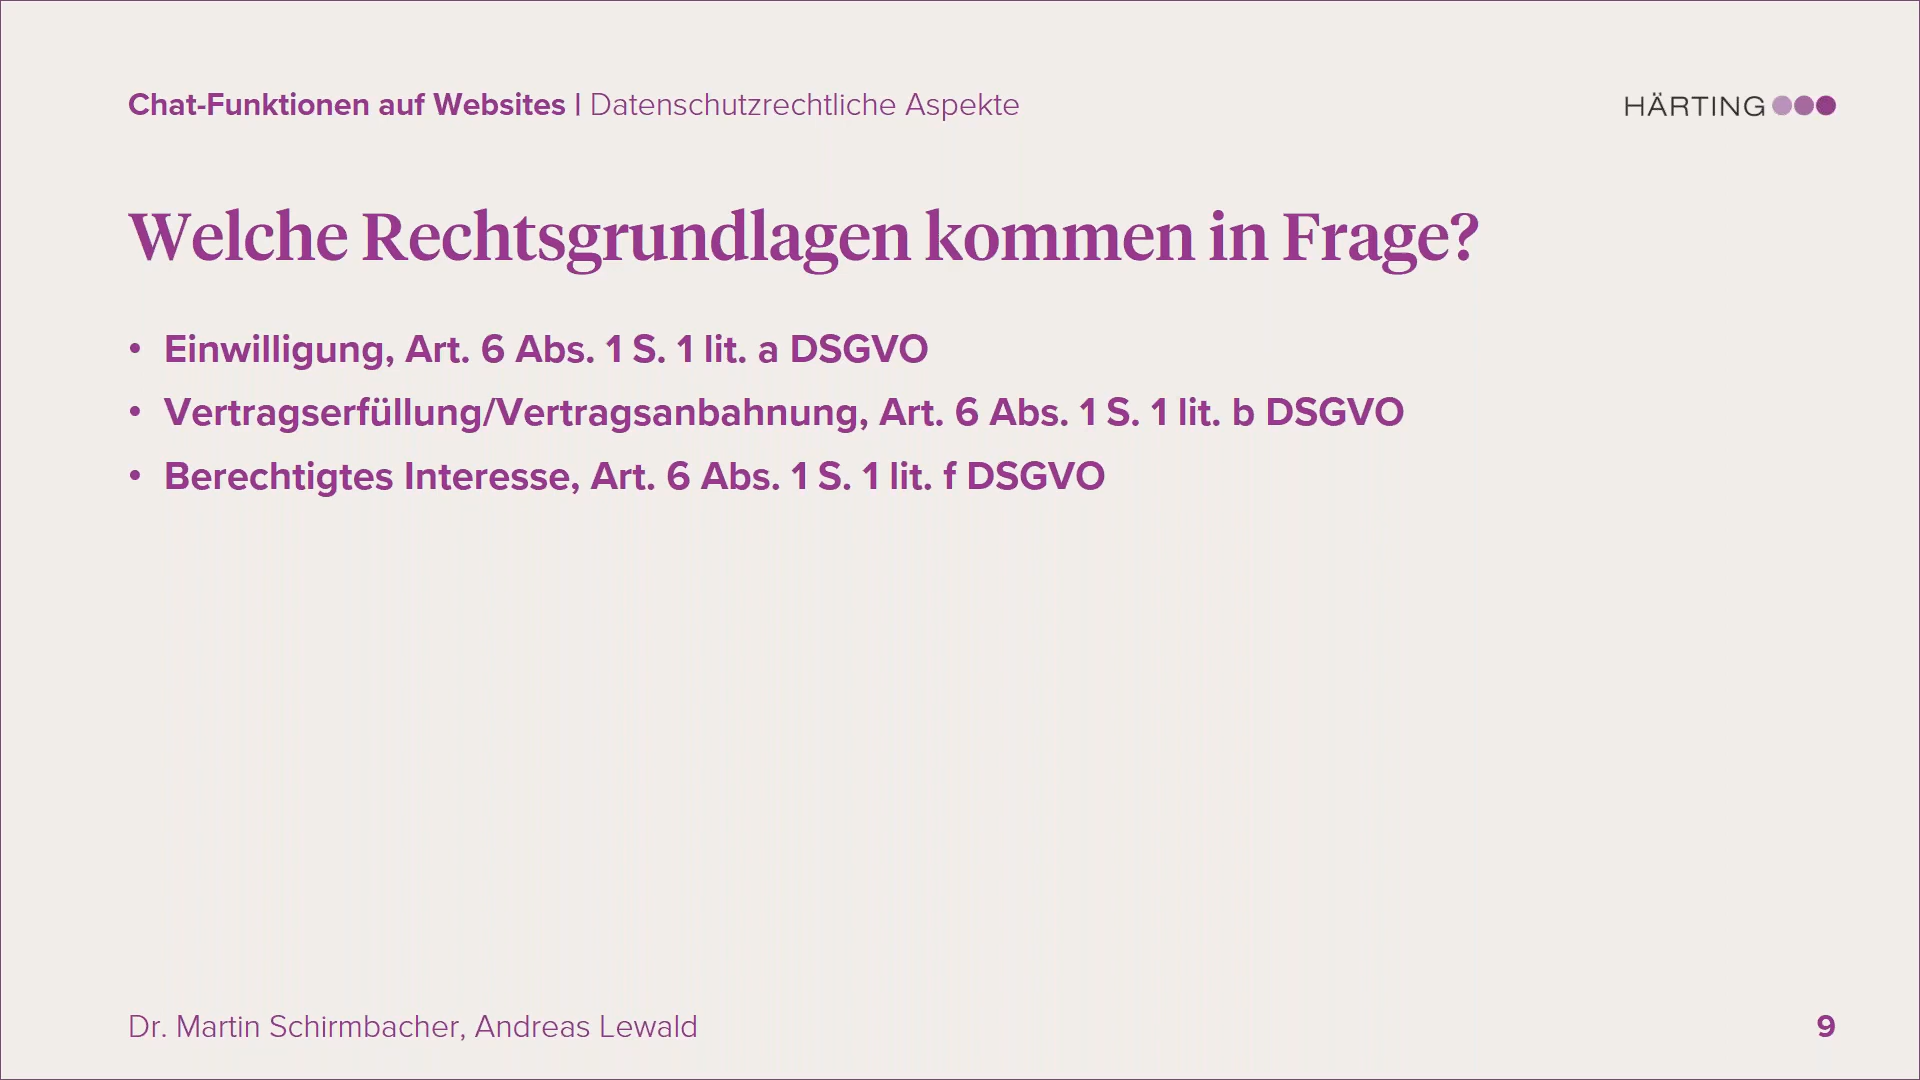 Chat-Funktionen auf Websites | Datenschutzrechtliche Aspekte
HÄRTING
Welche Rechtsgrundlagen kommen in Frage?
• Einwilligung, Art. 6 Abs. 1 S. 1 lit. a DSGVO
• Vertragserfüllung/Vertragsanbahnung, Art. 6 Abs. 1 S. 1 lit. b DSGVO
• Berechtigtes Interesse, Art. 6 Abs. 1 S. 1 lit. f DSGVO
Dr. Martin Schirmbacher, Andreas Lewald
9